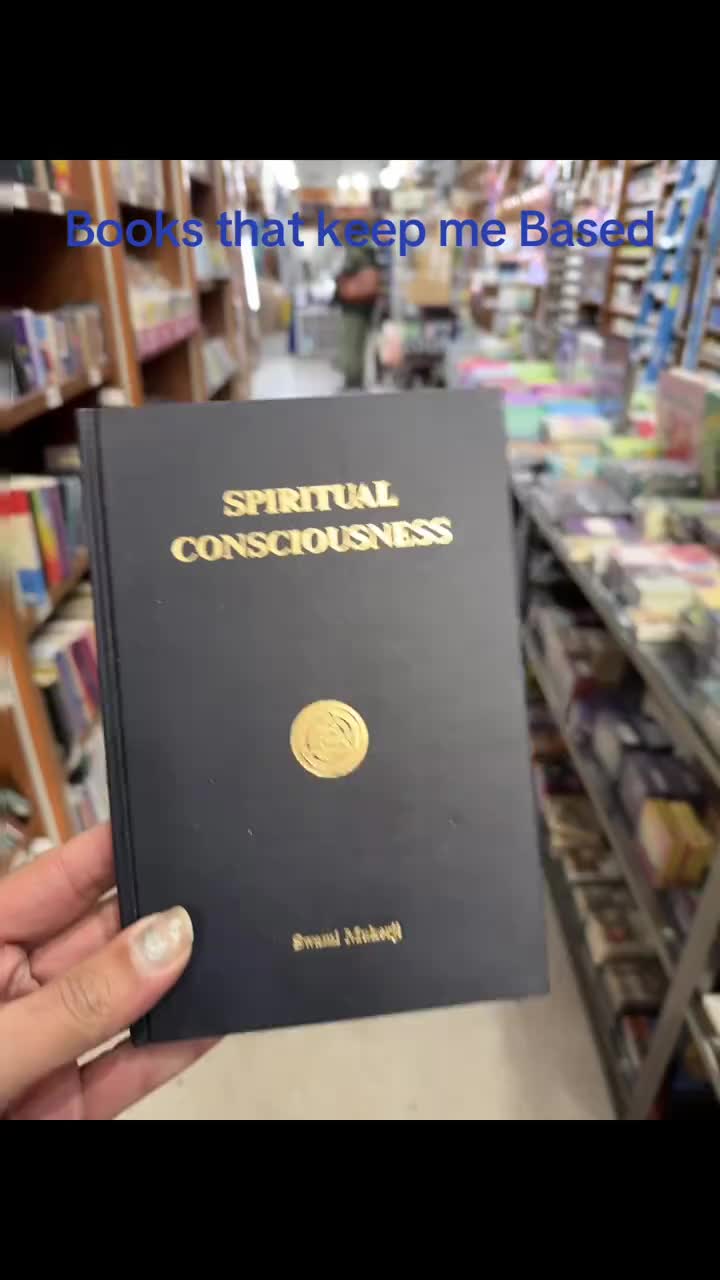 Books that keep me Based
SPIRITUAL
CONSCIOUSNESS
Swami Mukerji